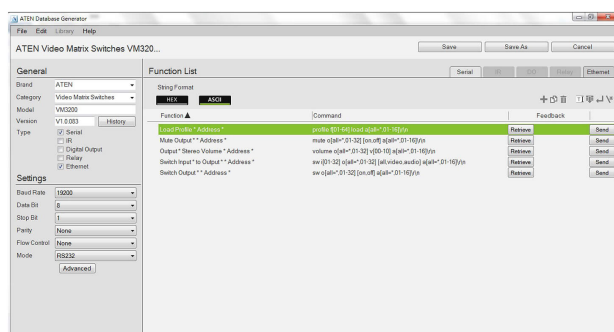 ATEN Database Generator
File Edit Library Help
ATEN Video Matrix Switches VM320...
Save Save As Cancel
General
Brand ATEN
Category Video Matrix Switches
Model VM3200
Version V1.0.083 History
Type Serial
IR
Digital Output
Relay
Ethernet
Settings
Baud Rate 19200
Data Bit 8
Stop Bit 1
Parity None
Flow Control None
Mode RS232
Advanced
Function List
Serial IR Relay Ethernet
String Format
HEX ASCII
Function Command Feedback
Load Profile * Address * profile f[01-64] load a[all=*,01-16]\r\n Retrieve Send
Mute Output * * Address * mute o[all=*,01-32] [on,off] a[all=*,01-16]\r\n Retrieve Send
Output * Stereo Volume * Address * volume o[all=*,01-32] v[00-10] a[all=*,01-16]\r\n Retrieve Send
Switch Input * to Output * * Address * sw i[01-32] o[all=*,01-32] [all,video,audio] a[all=*,01-16]\r\n Retrieve Send
Switch Output * * Address * sw o[all=*,01-32] [on,off] a[all=*,01-16]\r\n Retrieve Send